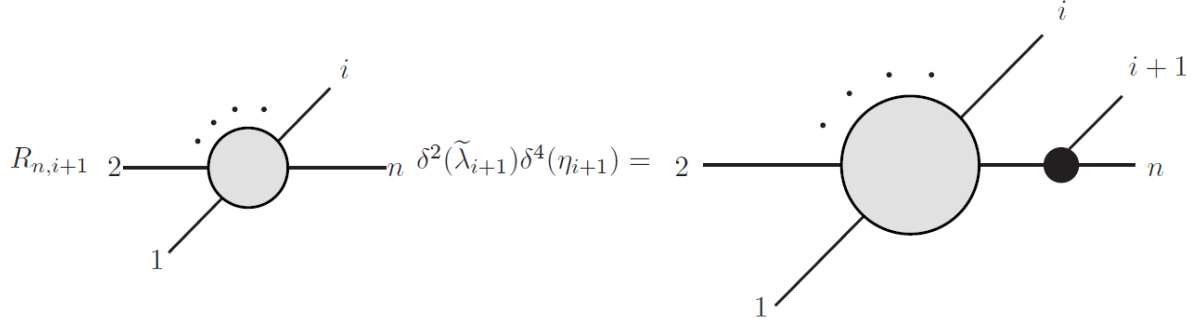 i
R_{n,i+1} 2 n δ²(λ̃_{i+1})δ⁴(η_{i+1}) =
1
i
i + 1
2 n
1